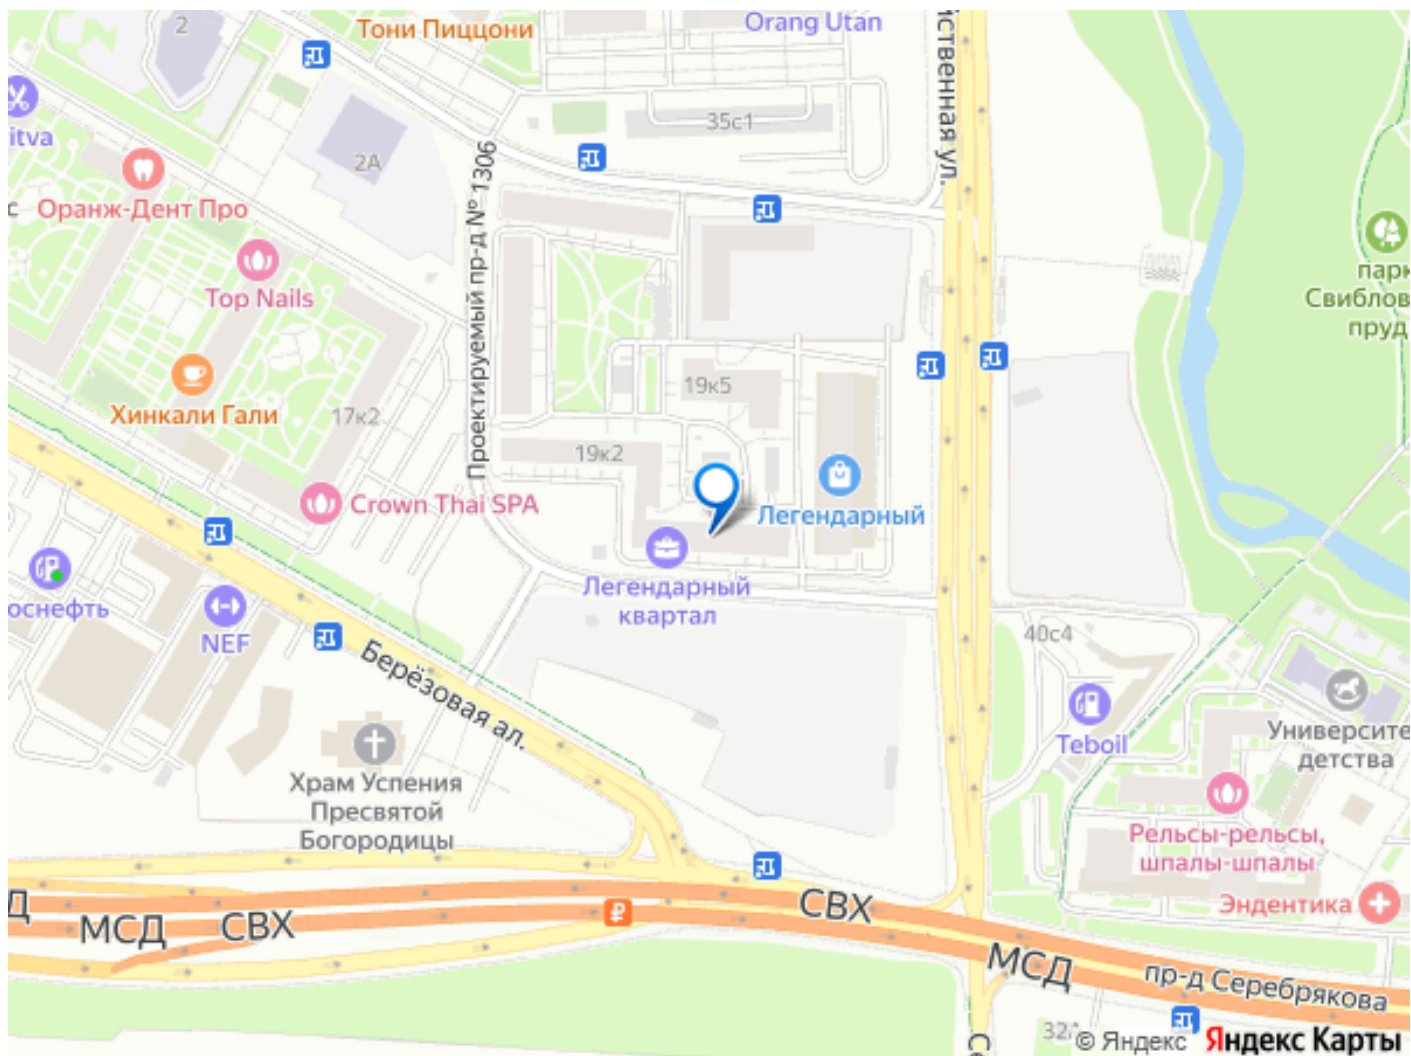 2
Тони Пиццони
Orang Utan
йственная ул.
itva
35с1
2А
Проектируемый пр-д № 1306
с
Оранж-Дент Про
Top Nails
парк
Свиблов
пруд
Хинкали Гали
17к2
19к5
19к2
Crown Thai SPA
Легендарный
Легендарный
квартал
оснефть
NEF
40с4
Берёзовая ал.
Teboil
Университе
детства
Храм Успения
Пресвятой
Богородицы
Рельсы-рельсы,
шпалы-шпалы
Эндентика
Д
МСД
СВХ
СВХ
МСД
пр-д Серебрякова
Се
© Яндекс Яндекс Карты